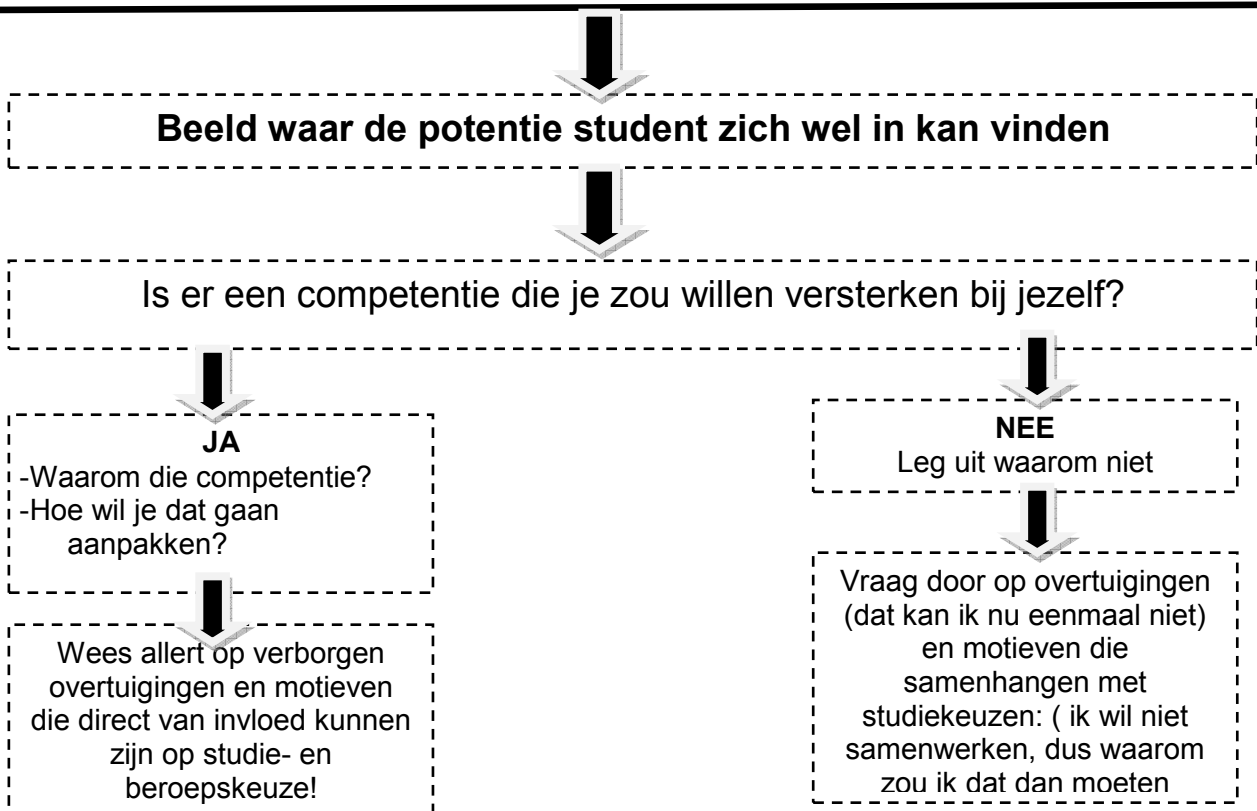 Beeld waar de potentie student zich wel in kan vinden
Is er een competentie die je zou willen versterken bij jezelf?
JA
-Waarom die competentie?
-Hoe wil je dat gaan
aanpakken?
Wees allert op verborgen
overtuigingen en motieven
die direct van invloed kunnen
zijn op studie- en
beroepskeuze!
NEE
Leg uit waarom niet
Vraag door op overtuigingen
(dat kan ik nu eenmaal niet)
en motieven die
samenhangen met
studiekeuzen: ( ik wil niet
samenwerken, dus waarom
zou ik dat dan moeten